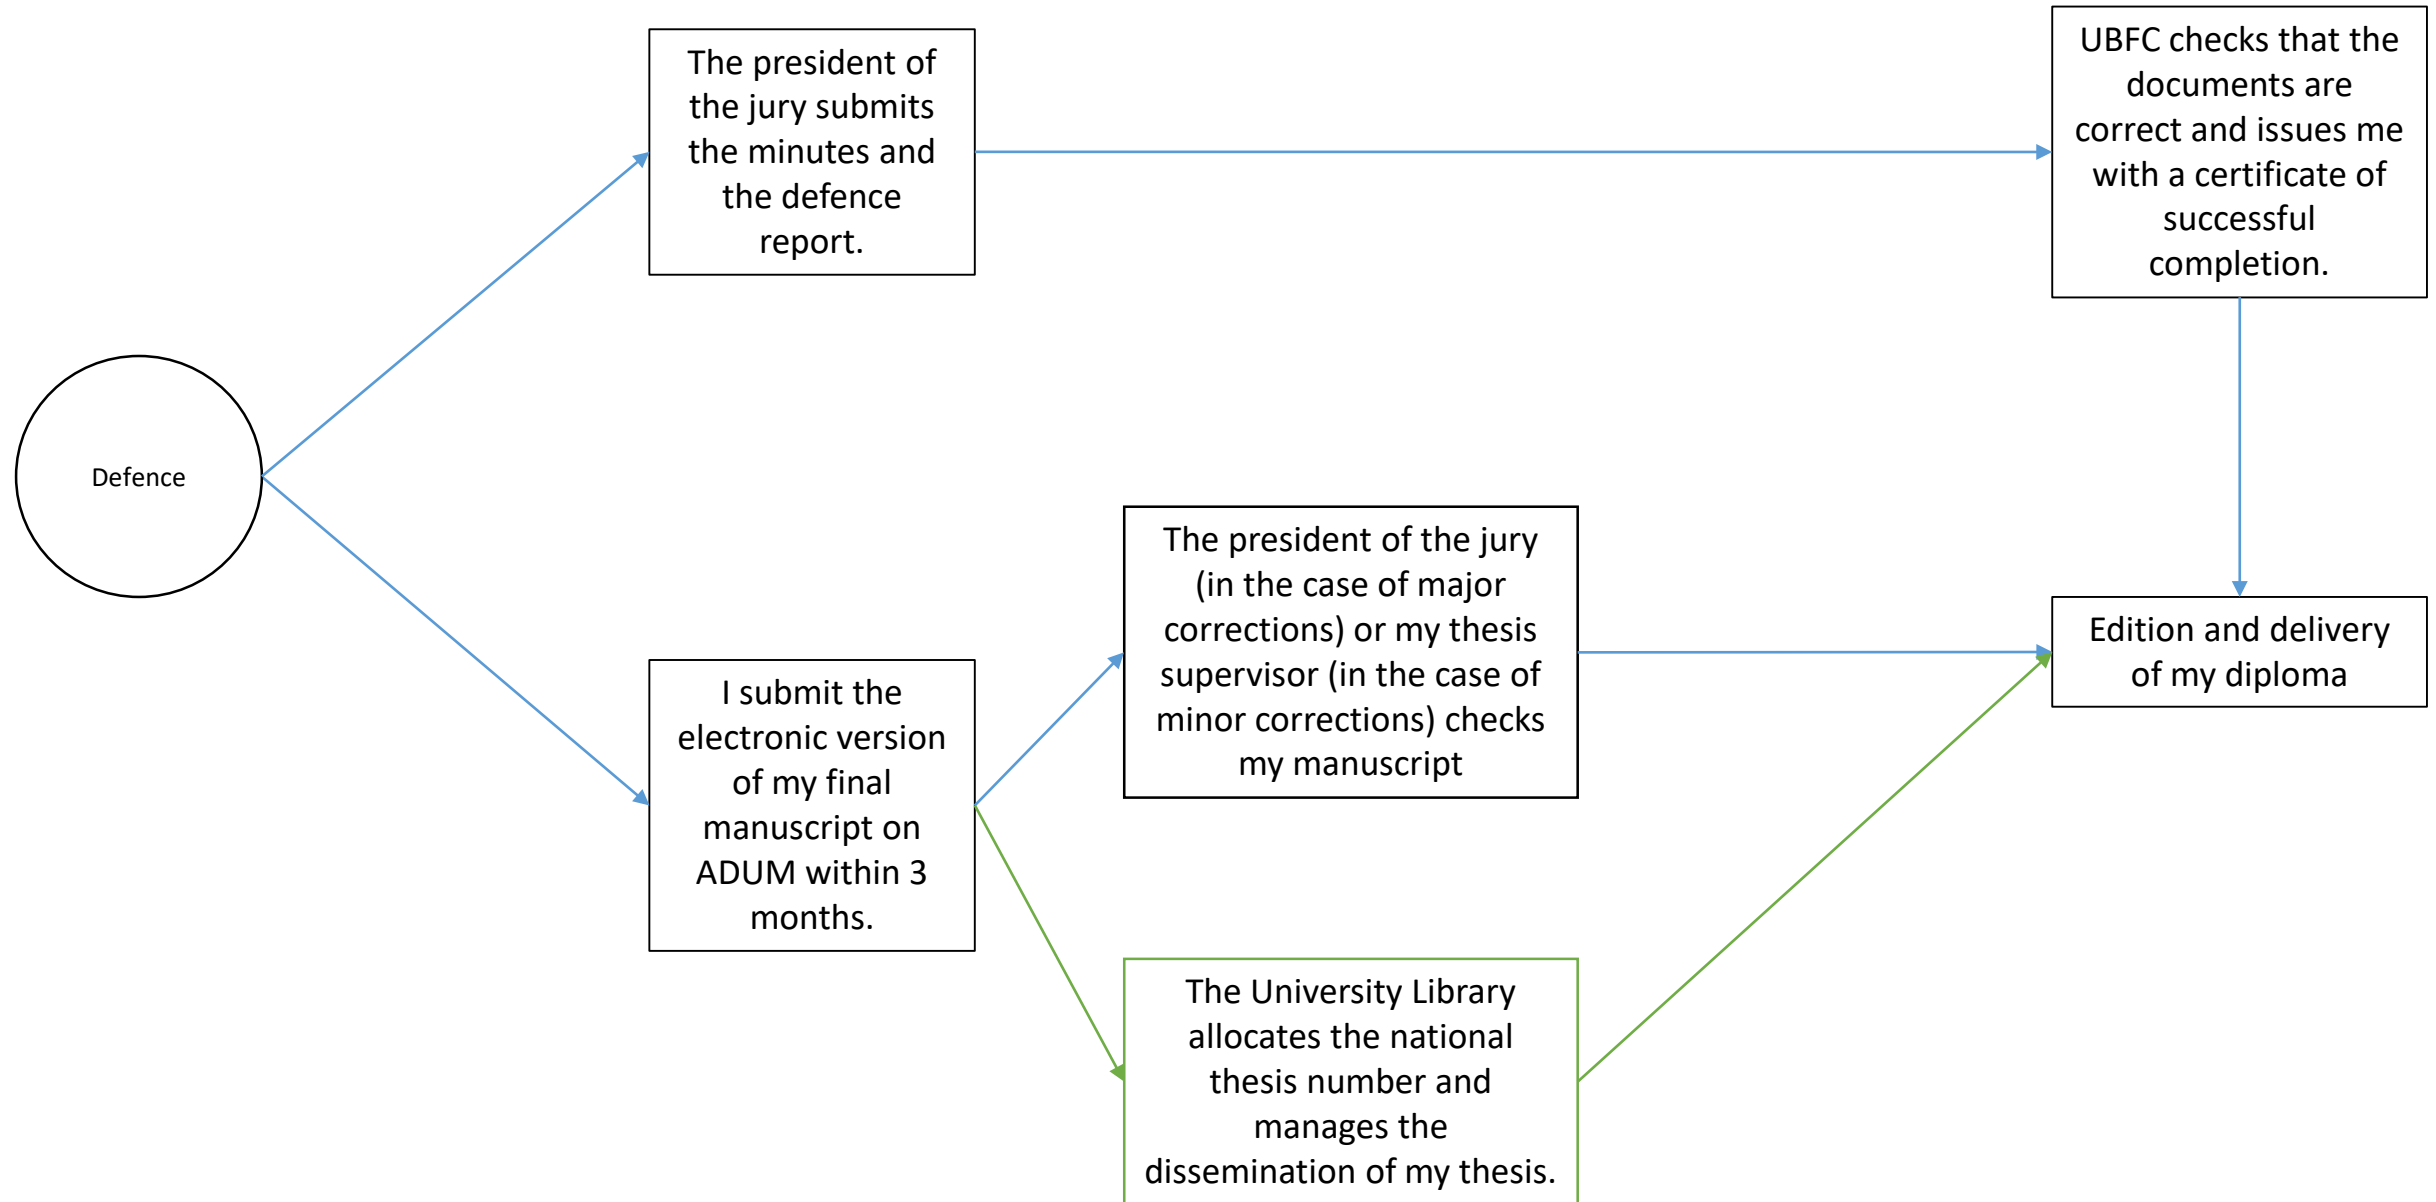 The president of
the jury submits
the minutes and
the defence
report.
UBFC checks that the
documents are
correct and issues me
with a certificate of
successful
completion.
Defence
I submit the
electronic version
of my final
manuscript on
ADUM within 3
months.
The president of the jury
(in the case of major
corrections) or my thesis
supervisor (in the case of
minor corrections) checks
my manuscript
Edition and delivery
of my diploma
The University Library
allocates the national
thesis number and
manages the
dissemination of my thesis.